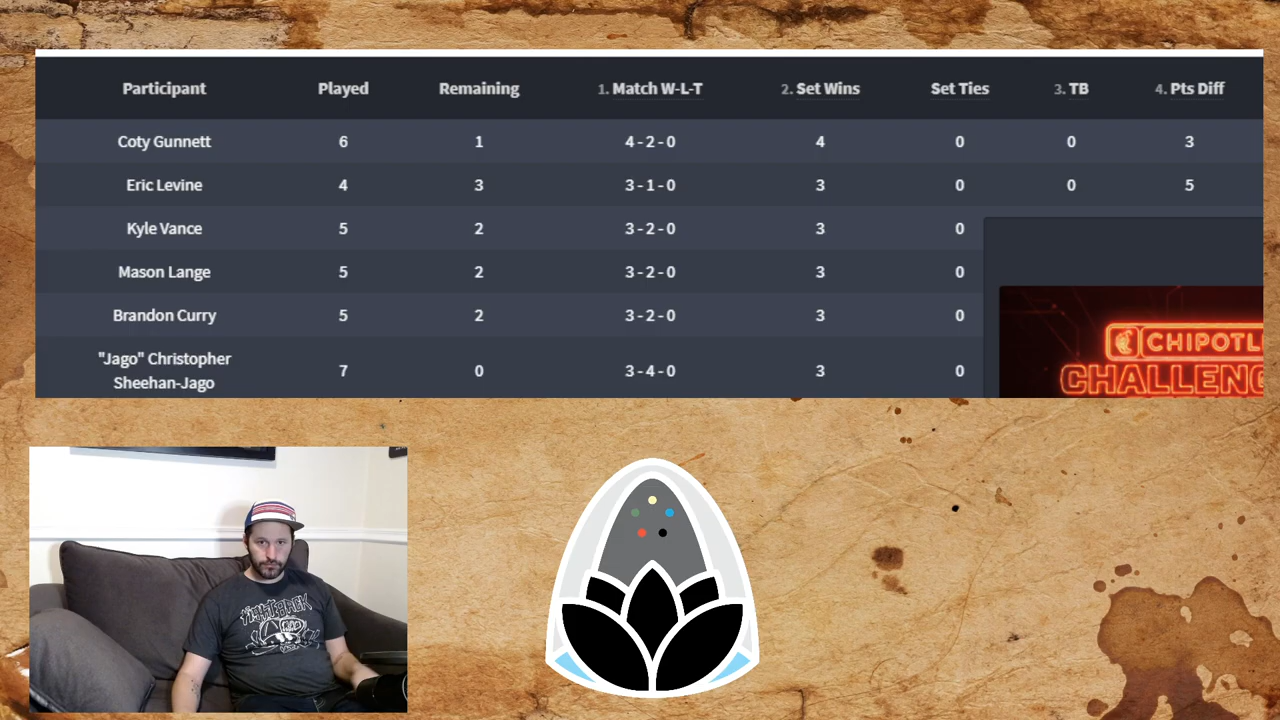 Participant Played Remaining 1. Match W-L-T 2. Set Wins Set Ties 3. TB 4. Pts Diff
Coty Gunnett 6 1 4 - 2 - 0 4 0 0 3
Eric Levine 4 3 3 - 1 - 0 3 0 0 5
Kyle Vance 5 2 3 - 2 - 0 3 0
Mason Lange 5 2 3 - 2 - 0 3 0
Brandon Curry 5 2 3 - 2 - 0 3 0
"Jago" Christopher
Sheehan-Jago 7 0 3 - 4 - 0 3 0
CHIPOTL
CHALLENG